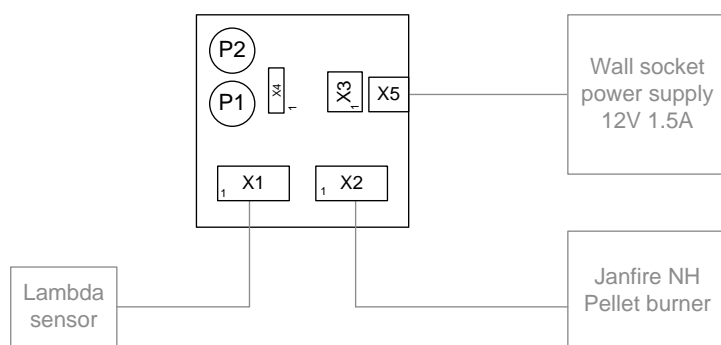 P2
P1
X4
1
X3
1
X5
X1
1
X2
1
Wall socket
power supply
12V 1.5A
Lambda
sensor
Janfire NH
Pellet burner